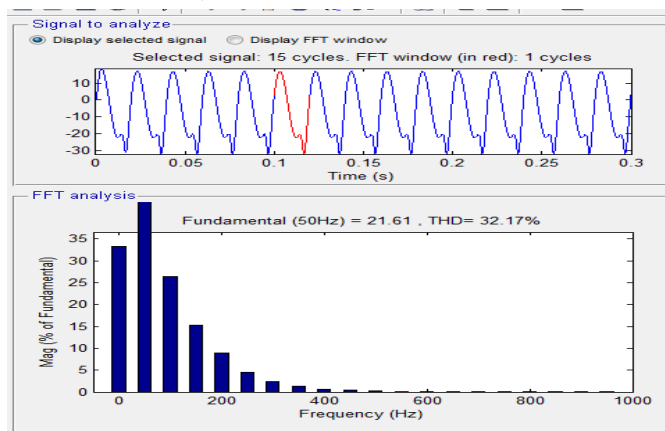 Signal to analyze
Display selected signal Display FFT window
Selected signal: 15 cycles. FFT window (in red): 1 cycles
10
0
-10
-20
-30
0 0.05 0.1 0.15 0.2 0.25 0.3
Time (s)
FFT analysis
Fundamental (50Hz) = 21.61 , THD= 32.17%
Mag (% of Fundamental)
35
30
25
20
15
10
5
0
0 200 400 600 800 1000
Frequency (Hz)